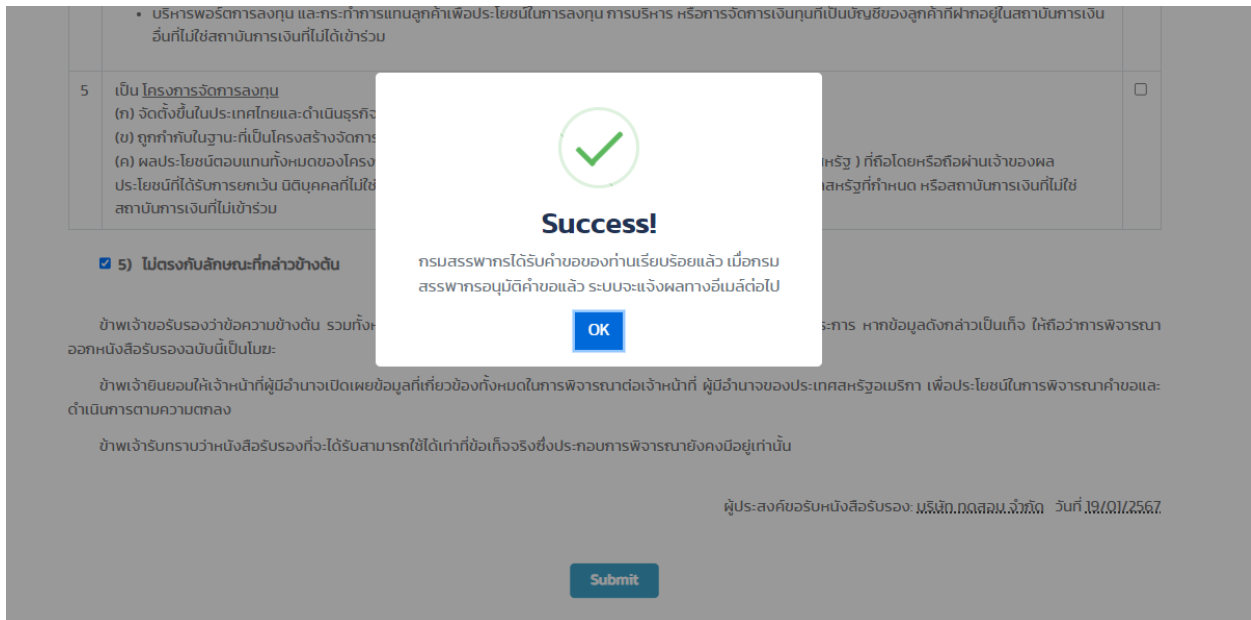 • บริหารพอร์ตการลงทุน และกระทำการแทนลูกค้าเพื่อประโยชน์ในการลงทุน การบริหาร หรือการจัดการเงินทุนที่เป็นบัญชีของลูกค้าที่ฝากอยู่ในสถาบันการเงิน
อื่นที่ไม่ใช่สถาบันการเงินที่ไม่ได้เข้าร่วม
5 เป็น โครงการจัดการลงทุน
(ก) จัดตั้งขึ้นในประเทศไทยและดำเนินธุรกิจ
(ข) ถูกกำกับในฐานะที่เป็นโครงสร้างจัดการ
(ค) ผลประโยชน์ตอบแทนทั้งหมดของโครง หรัฐ ) ที่ถือโดยหรือถือผ่านเจ้าของผล
ประโยชน์ที่ได้รับการยกเว้น นิติบุคคลที่ไม่ใช่ าสหรัฐที่กำหนด หรือสถาบันการเงินที่ไม่ใช่
สถาบันการเงินที่ไม่เข้าร่วม
Success!
กรมสรรพากรได้รับคำขอของท่านเรียบร้อยแล้ว เมื่อกรม
สรรพากรอนุมัติคำขอแล้ว ระบบจะแจ้งผลทางอีเมล์ต่อไป
OK
5) ไม่ตรงกับลักษณะที่กล่าวข้างต้น
ข้าพเจ้าขอรับรองว่าข้อความข้างต้น รวมทั้ง ะการ หากข้อมูลดังกล่าวเป็นเท็จ ให้ถือว่าการพิจารณา
ออกหนังสือรับรองฉบับนี้เป็นโมฆะ
ข้าพเจ้ายินยอมให้เจ้าหน้าที่ผู้มีอำนาจเปิดเผยข้อมูลที่เกี่ยวข้องทั้งหมดในการพิจารณาต่อเจ้าหน้าที่ ผู้มีอำนาจของประเทศสหรัฐอเมริกา เพื่อประโยชน์ในการพิจารณาคำขอและ
ดำเนินการตามความตกลง
ข้าพเจ้ารับทราบว่าหนังสือรับรองที่จะได้รับสามารถใช้ได้เท่าที่ข้อเท็จจริงซึ่งประกอบการพิจารณายังคงมีอยู่เท่านั้น
ผู้ประสงค์ขอรับหนังสือรับรอง: บริษัท ทดสอบ จำกัด วันที่ 19/01/2567
Submit